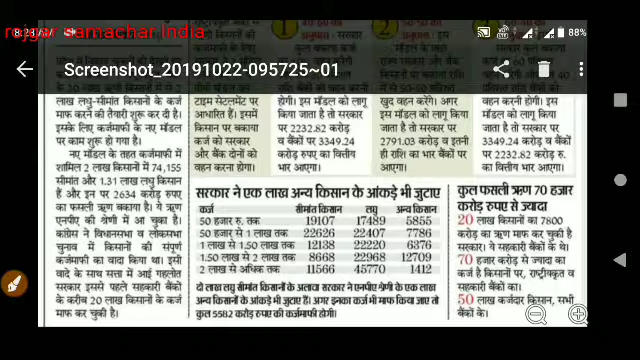 rojgar samachar.india
88%
Screenshot_20191022-095725~01
लाख लघु-सीमांत किसानों के कर्ज
माफ करने की तैयारी शुरू कर दी है।
इसके लिए कर्जमाफी के नए मॉडल
पर काम शुरू हो गया है।
नए मॉडल के तहत कर्जमाफी में
शामिल 2 लाख किसानों में 74,155
सीमांत और 1.31 लाख लघु किसान
हैं और इन पर 2634 करोड़ रुपए
का फसली ऋण बकाया है। ये ऋण
एनपीए की श्रेणी में आ चुका है।
कांग्रेस ने विधानसभा व लोकसभा
चुनाव में किसानों की संपूर्ण
कर्जमाफी का वादा किया था। इसी
वादे के साथ सत्ता में आई गहलोत
सरकार इससे पहले सहकारी बैंकों
के करीब 20 लाख किसानों के कर्ज
माफ कर चुकी है।
टाइम सेटलमेंट पर
आधारित हैं। इसमें
किसान पर बकाया
कर्ज को सरकार
और बैंक दोनों को
वहन करना होगा।
होगी। इस मॉडल को लागू
किया जाता है तो सरकार
पर 2232.82 करोड़
व बैंकों पर 3349.24
करोड़ रुपए का वित्तीय
भार आएगा।
खुद वहन करेंगे। अगर इस
मॉडल को लागू किया
जाता है तो सरकार पर
2791.03 करोड़ व इतनी
ही राशि का भार बैंकों पर
आएगा।
वहन करनी होगी। इस
मॉडल को लागू किया
जाता है तो सरकार पर
3349.24 करोड़ व बैंकों
पर 2232.82 करोड़ रु.
का वित्तीय भार आएगा।
सरकार ने एक लाख अन्य किसान के आंकड़े भी जुटाए
कर्ज सीमांत किसान लघु अन्य किसान
50 हजार रु. तक 19107 17489 5855
50 हजार से 1 लाख तक 22626 22407 7786
1 लाख से 1.50 लाख तक 12138 22220 6376
1.50 लाख से 2 लाख तक 8668 22968 12709
2 लाख से अधिक तक 11566 45770 1412
दो लाख लघु सीमांत किसानों के अलावा सरकार ने एनपीए श्रेणी के एक लाख
अन्य किसानों के आंकड़े भी जुटाए हैं। अगर इनका कर्ज भी माफ किया जाए तो
कुल 5582 करोड़ रुपए की कर्जमाफी होगी।
कुल फसली ऋण 70 हजार
करोड़ रुपए से ज्यादा
20 लाख किसानों का 7800
करोड़ का ऋण माफ कर चुकी है
सरकार। ये सहकारी बैंकों के थे।
70 हजार करोड़ से ज्यादा का
कर्ज है किसानों पर, राष्ट्रीयकृत व
सहकारी बैंकों का।
50 लाख कर्जदार किसान, सभी
बैंकों के।